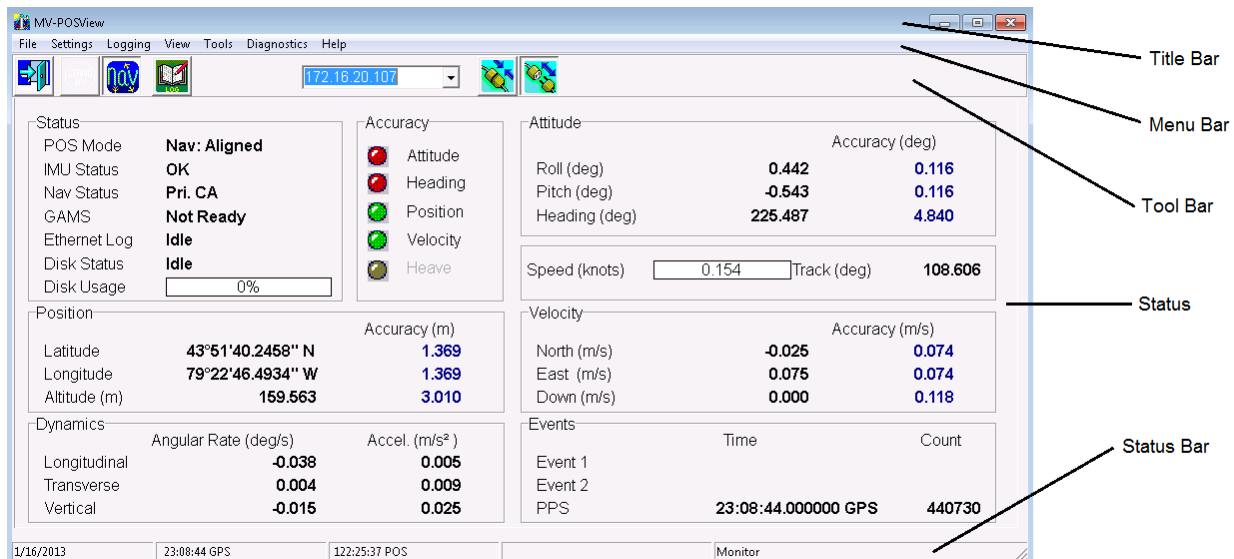 MV-POSView
File Settings Logging View Tools Diagnostics Help
nav LOG 172.16.20.107
Title Bar
Menu Bar
Tool Bar
Status
POS Mode Nav: Aligned
IMU Status OK
Nav Status Pri. CA
GAMS Not Ready
Ethernet Log Idle
Disk Status Idle
Disk Usage 0%
Accuracy
Attitude
Heading
Position
Velocity
Heave
Attitude
Accuracy (deg)
Roll (deg) 0.442 0.116
Pitch (deg) -0.543 0.116
Heading (deg) 225.487 4.840
Speed (knots) 0.154 Track (deg) 108.606
Status
Position
Accuracy (m)
Latitude 43°51'40.2458" N 1.369
Longitude 79°22'46.4934" W 1.369
Altitude (m) 159.563 3.010
Velocity
Accuracy (m/s)
North (m/s) -0.025 0.074
East (m/s) 0.075 0.074
Down (m/s) 0.000 0.118
Dynamics
Angular Rate (deg/s) Accel. (m/s²)
Longitudinal -0.038 0.005
Transverse 0.004 0.009
Vertical -0.015 0.025
Events
Time Count
Event 1
Event 2
PPS 23:08:44.000000 GPS 440730
Status Bar
1/16/2013 23:08:44 GPS 122:25:37 POS Monitor